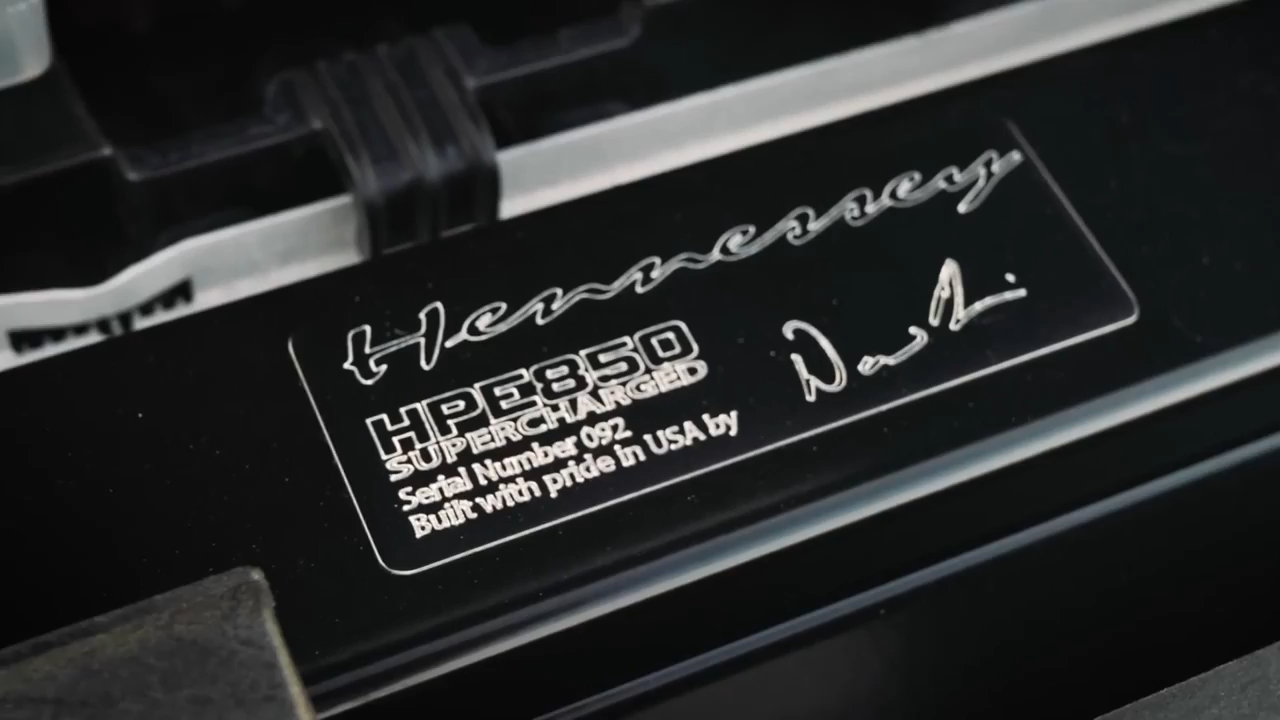 Hennessey
HPE850
SUPERCHARGED
Serial Number 092
Built with pride in USA by